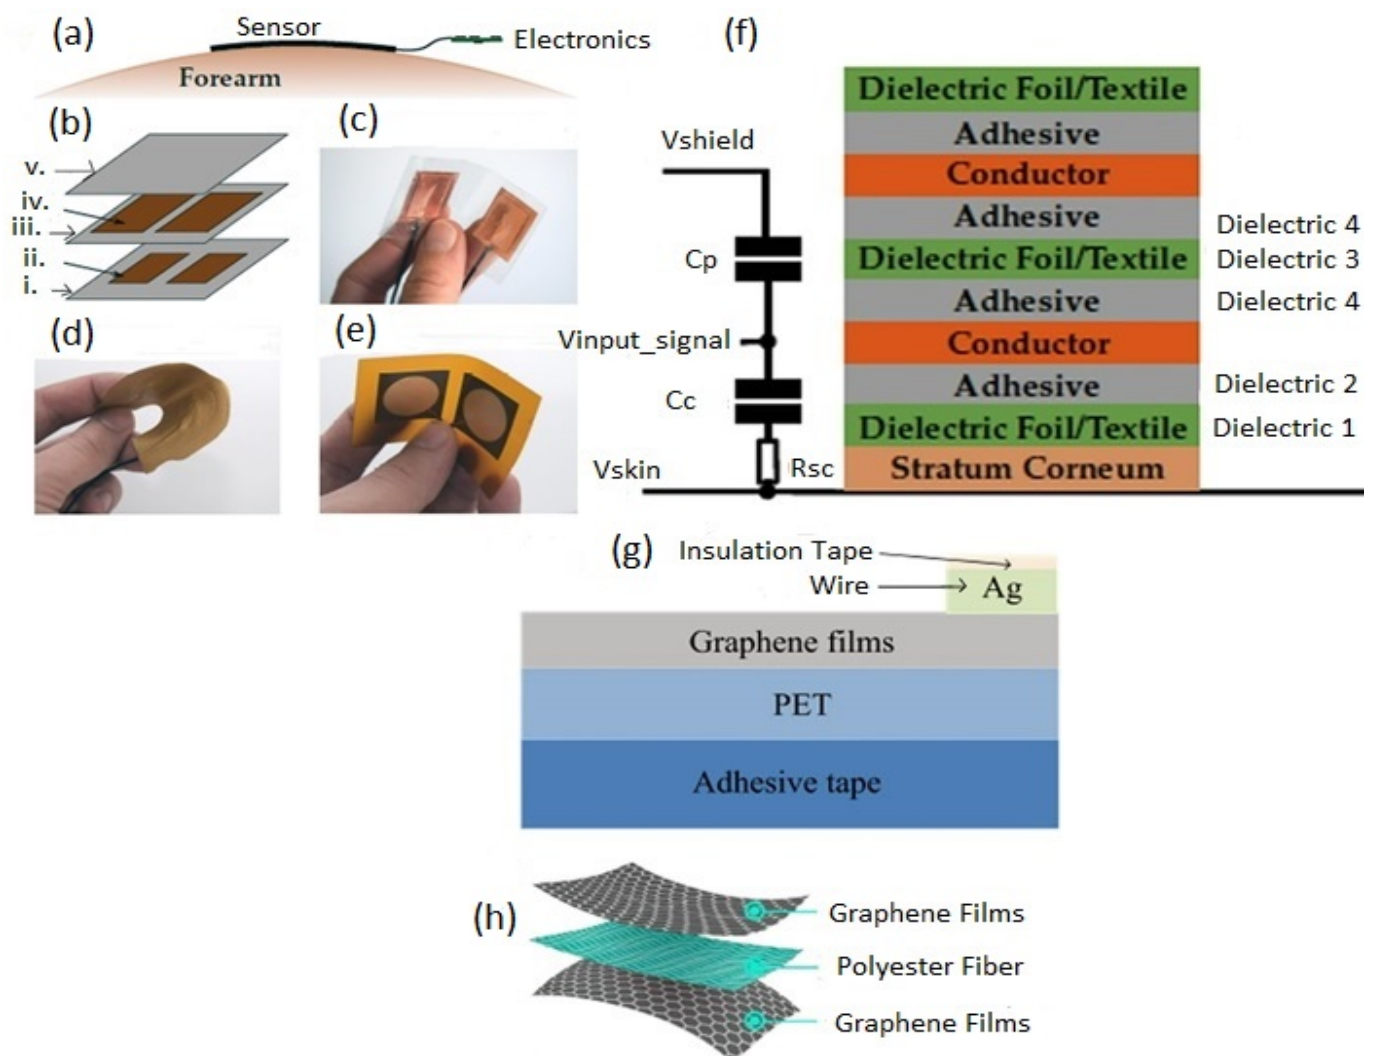 (a)
Sensor
Electronics
Forearm
(b)
v.
iv.
iii.
ii.
i.
(c)
(d)
(e)
(f)
Dielectric Foil/Textile
Adhesive
Conductor
Adhesive
Dielectric Foil/Textile
Adhesive
Conductor
Adhesive
Dielectric Foil/Textile
Stratum Corneum
Dielectric 4
Dielectric 3
Dielectric 4
Dielectric 2
Dielectric 1
Vshield
Cp
Vinput_signal
Cc
Vskin
Rsc
(g)
Insulation Tape
Wire
Ag
Graphene films
PET
Adhesive tape
(h)
Graphene Films
Polyester Fiber
Graphene Films